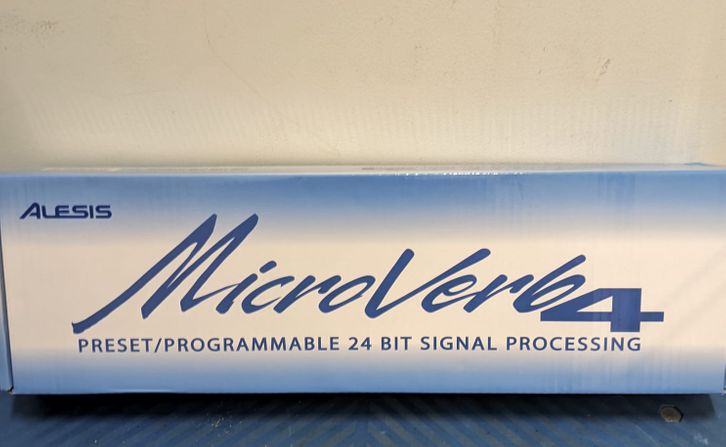 ALESIS
MicroVerb4
PRESET/PROGRAMMABLE 24 BIT SIGNAL PROCESSING